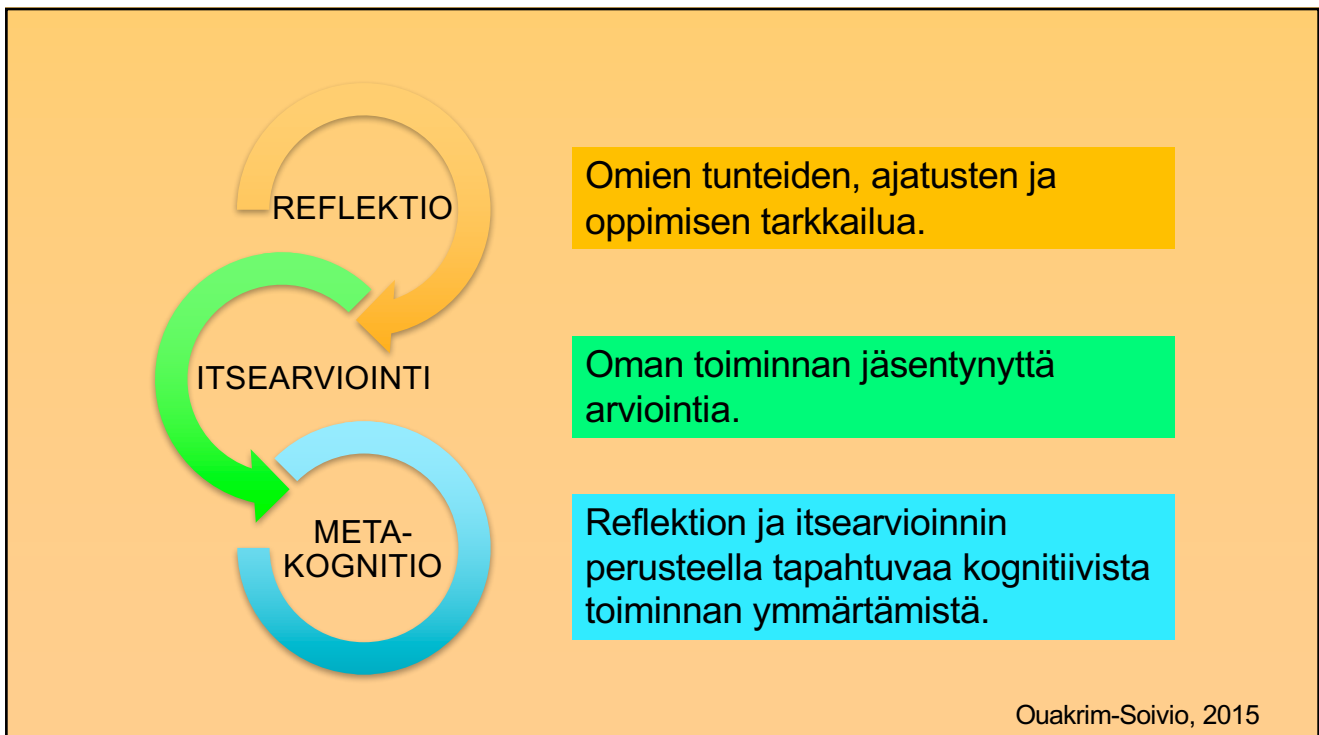 REFLEKTIO
Omien tunteiden, ajatusten ja
oppimisen tarkkailua.
ITSEARVIOINTI
Oman toiminnan jäsentynyttä
arviointia.
META-
KOGNITIO
Reflektion ja itsearvioinnin
perusteella tapahtuvaa kognitiivista
toiminnan ymmärtämistä.
Ouakrim-Soivio, 2015